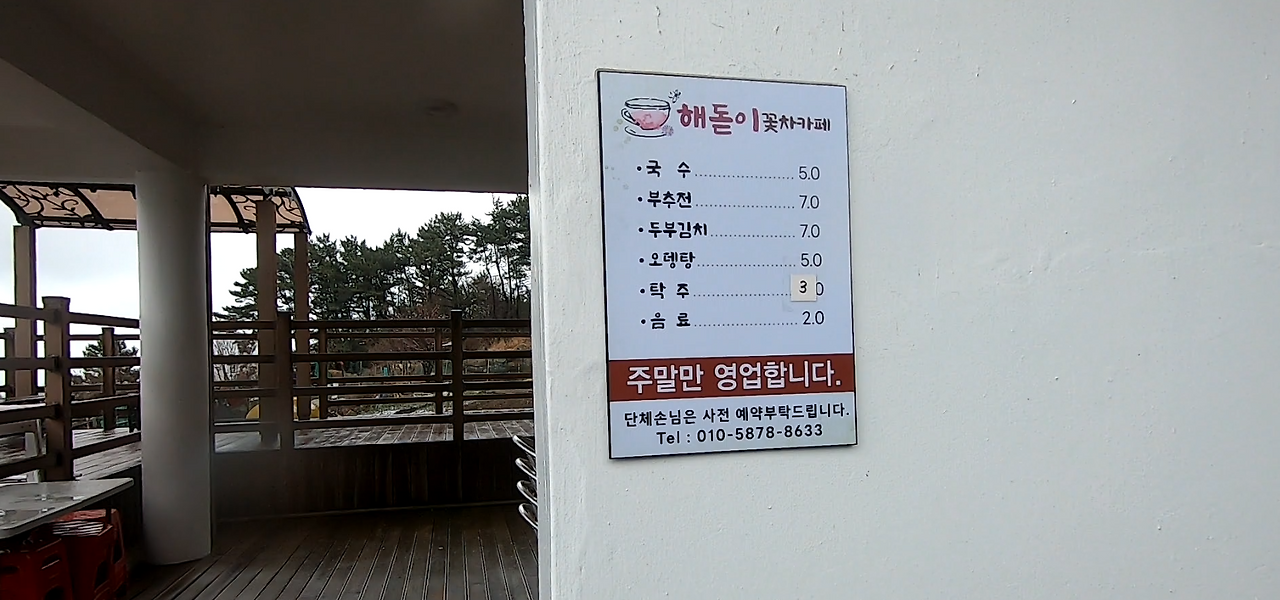 해돋이 꽃차카페
• 국 수 5.0
• 부추전 7.0
• 두부김치 7.0
• 오뎅탕 5.0
• 탁 주 3 0
• 음 료 2.0
주말만 영업합니다.
단체손님은 사전 예약부탁드립니다.
Tel : 010-5878-8633